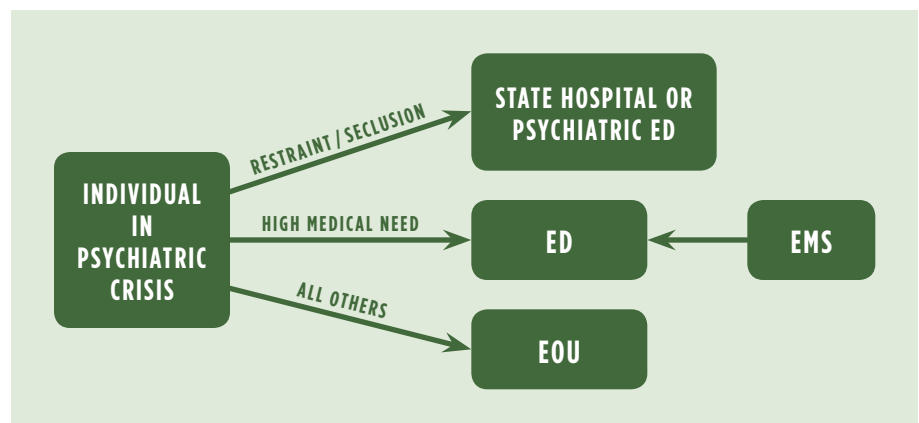 INDIVIDUAL
IN
PSYCHIATRIC
CRISIS
RESTRAINT / SECLUSION
STATE HOSPITAL OR
PSYCHIATRIC ED
HIGH MEDICAL NEED
ED
EMS
ALL OTHERS
EOU